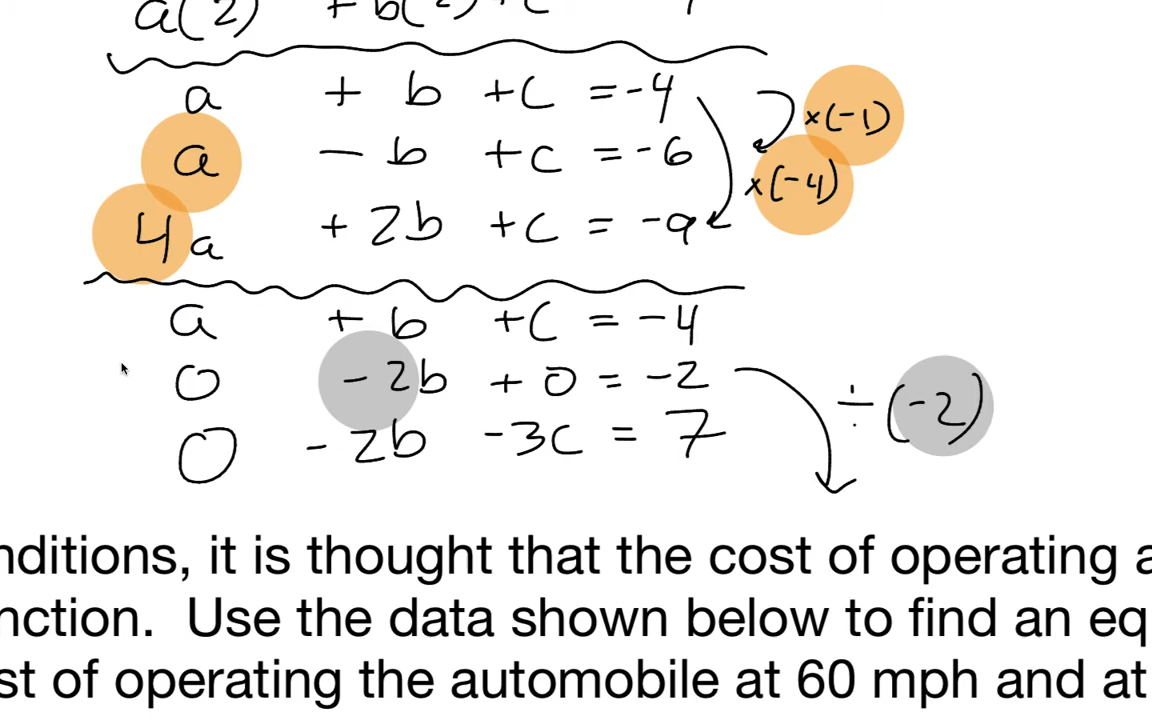 a(2) + b(2) + c
a + b + c = -4 ×(-1)
a - b + c = -6 ×(-4)
4a + 2b + c = -9
a + b + c = -4
0 - 2b + 0 = -2 ÷(-2)
0 - 2b - 3c = 7
nditions, it is thought that the cost of operating a
nction. Use the data shown below to find an eq
st of operating the automobile at 60 mph and at